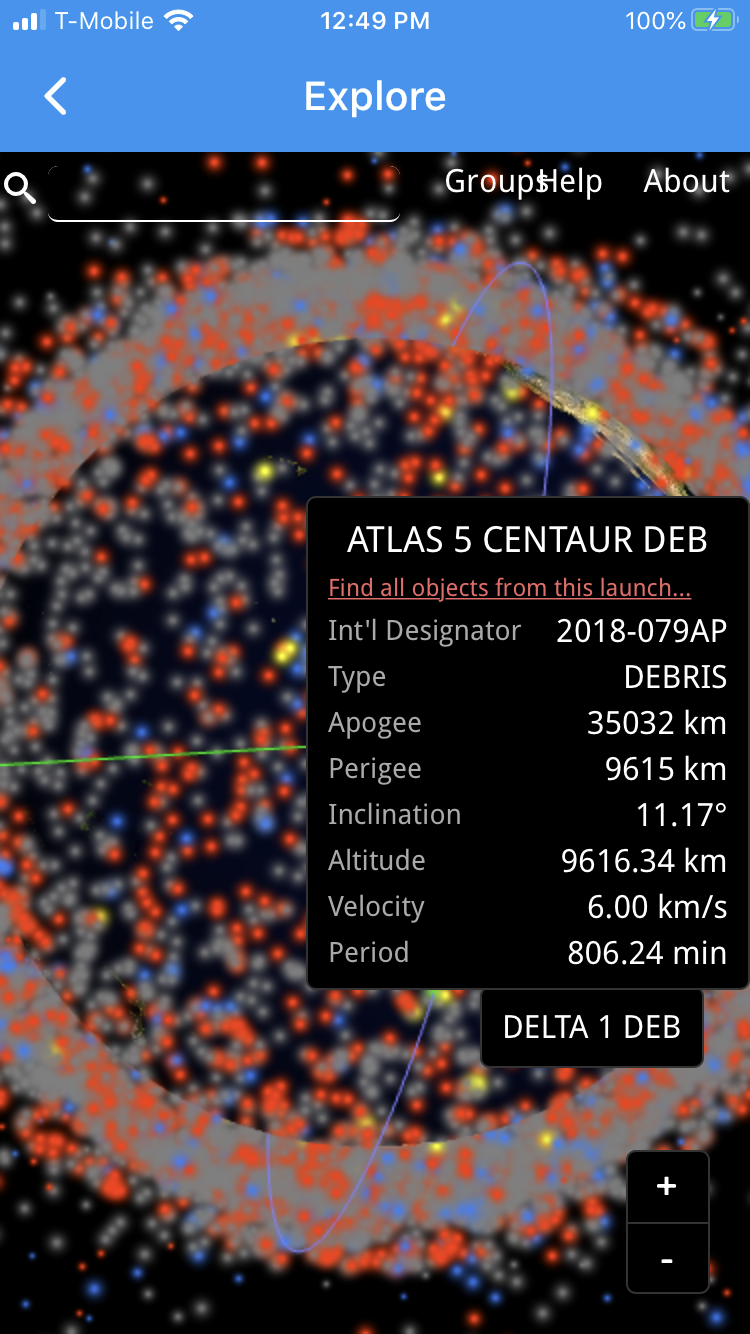 T-Mobile 12:49 PM 100%
Explore
Groups Help About
ATLAS 5 CENTAUR DEB
Find all objects from this launch...
Int'l Designator 2018-079AP
Type DEBRIS
Apogee 35032 km
Perigee 9615 km
Inclination 11.17°
Altitude 9616.34 km
Velocity 6.00 km/s
Period 806.24 min
DELTA 1 DEB
+
-